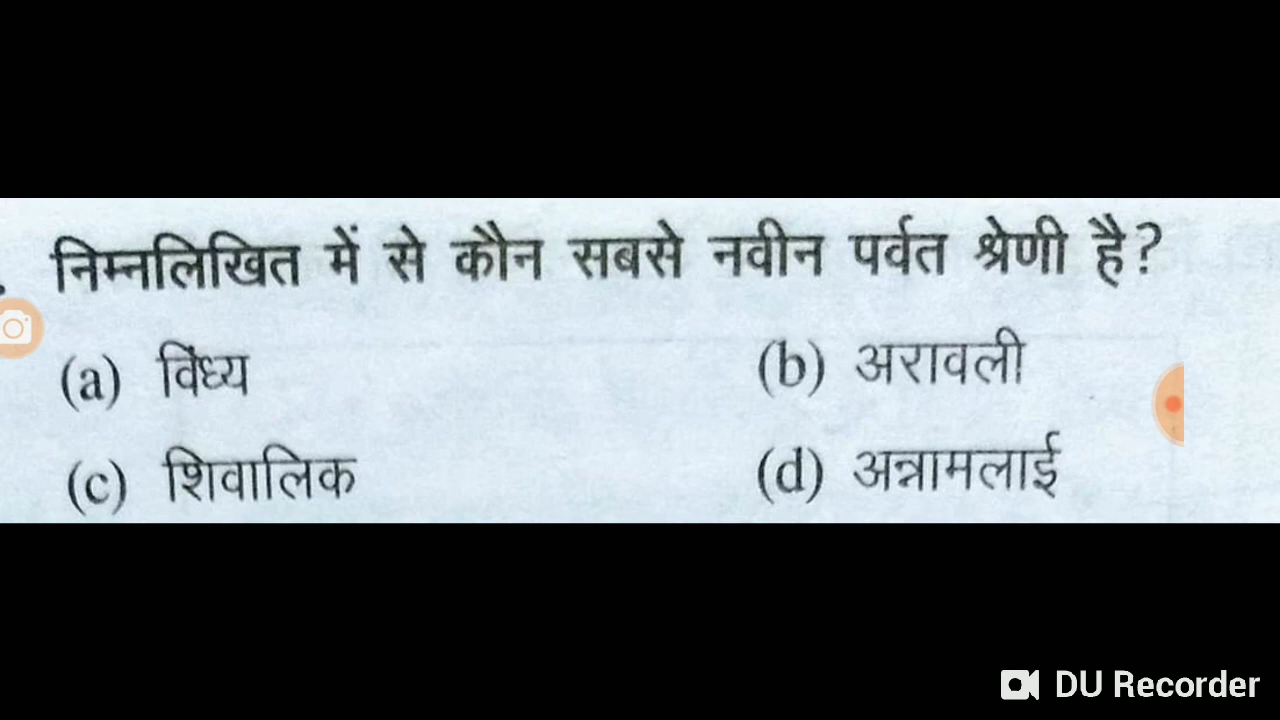 निम्नलिखित में से कौन सबसे नवीन पर्वत श्रेणी है?
(a) विंध्य (b) अरावली
(c) शिवालिक (d) अन्नामलाई
DU Recorder